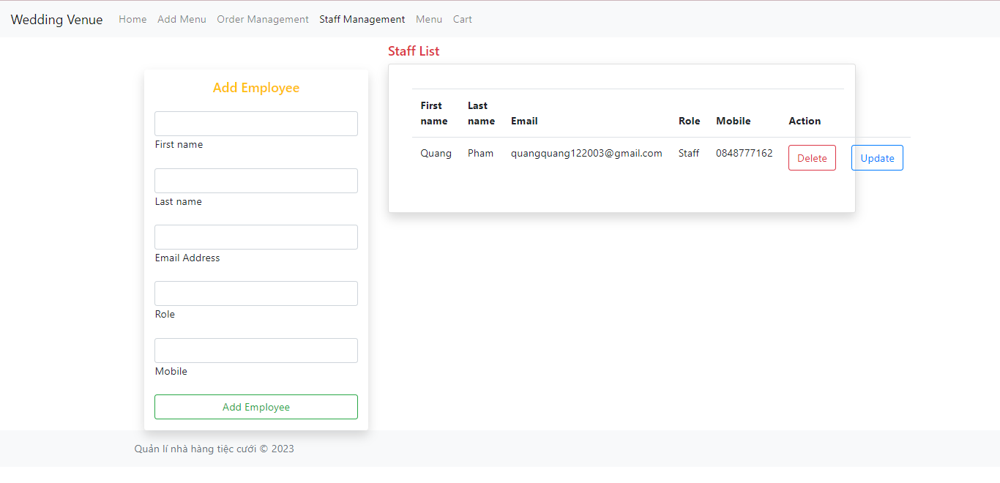 Wedding Venue Home Add Menu Order Management Staff Management Menu Cart
Add Employee
First name
Last name
Email Address
Role
Mobile
Add Employee
Staff List
First name Last name Email Role Mobile Action
Quang Pham quangquang122003@gmail.com Staff 0848777162 Delete Update
Quản lí nhà hàng tiệc cưới © 2023